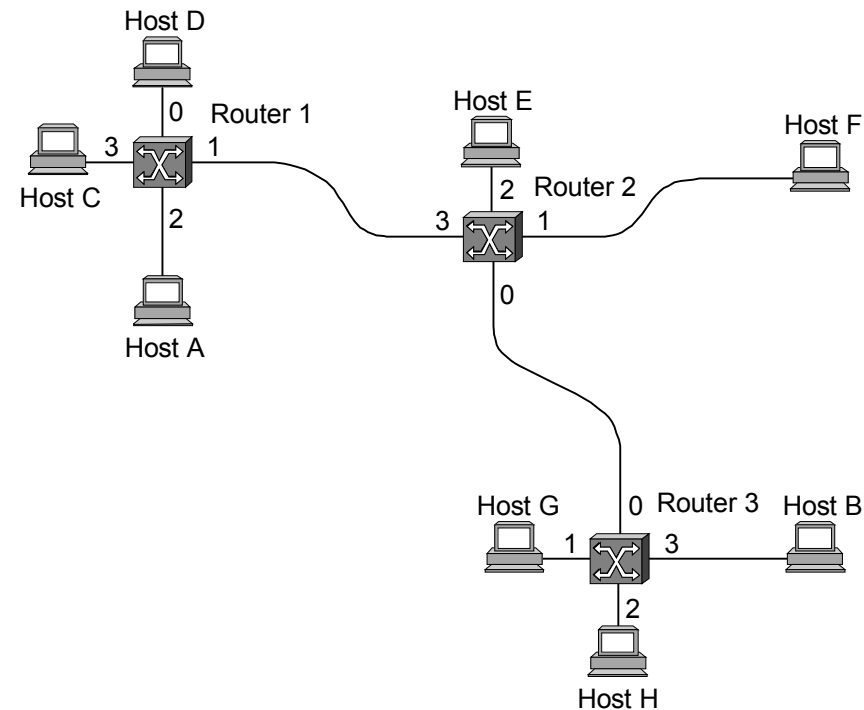 Host D
0
Router 1
3
1
Host C
2
Host A
Host E
2
Router 2
3
1
0
Host F
0
Router 3
Host G
1
3
Host B
2
Host H